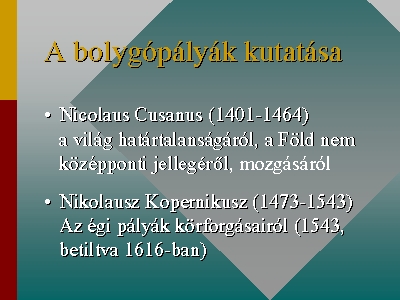 A bolygópályák kutatása
• Nicolaus Cusanus (1401-1464)
a világ határtalanságáról, a Föld nem
középponti jellegéről, mozgásáról
• Nikolausz Kopernikusz (1473-1543)
Az égi pályák körforgásairól (1543,
betiltva 1616-ban)